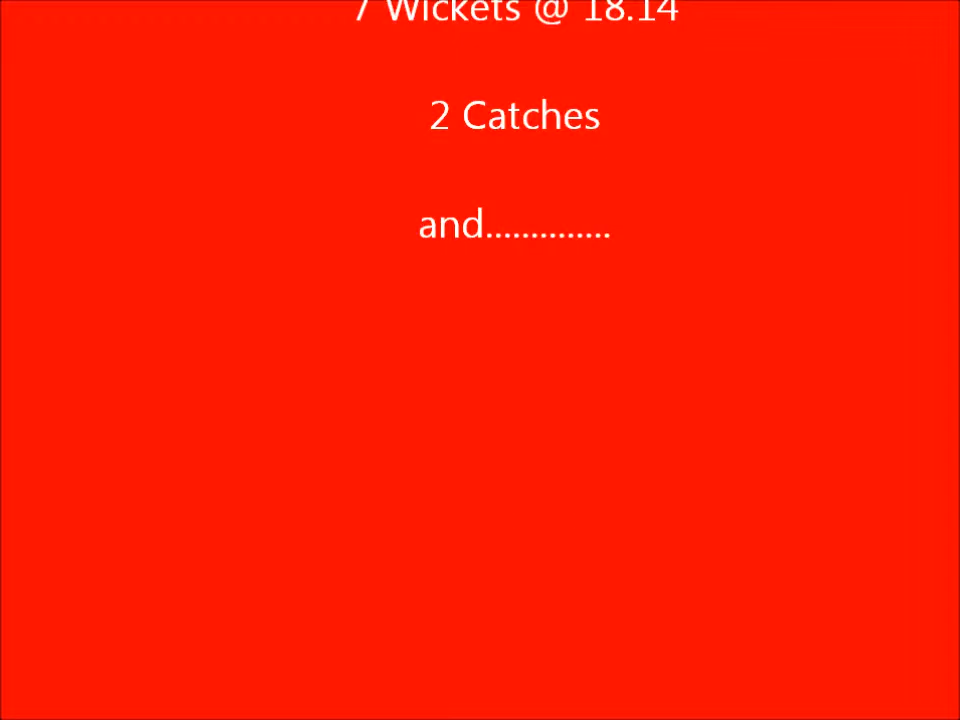 7 Wickets @ 18.14
2 Catches
and..............